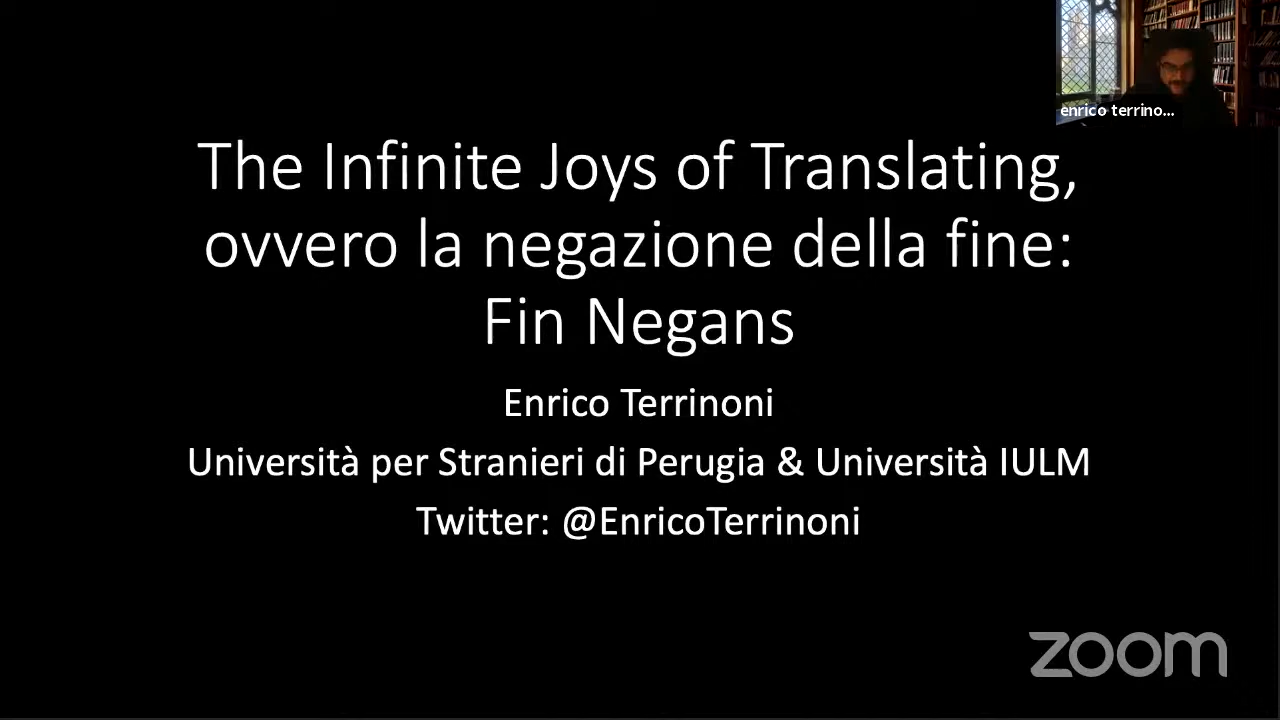 enrico terrino...
The Infinite Joys of Translating,
ovvero la negazione della fine:
Fin Negans
Enrico Terrinoni
Università per Stranieri di Perugia & Università IULM
Twitter: @EnricoTerrinoni
zoom